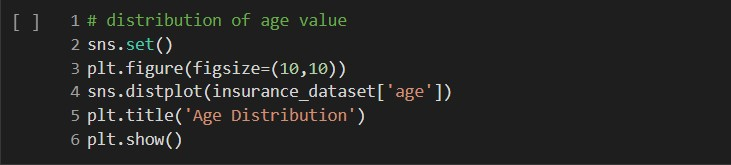 [ ] 1 # distribution of age value
2 sns.set()
3 plt.figure(figsize=(10,10))
4 sns.distplot(insurance_dataset['age'])
5 plt.title('Age Distribution')
6 plt.show()